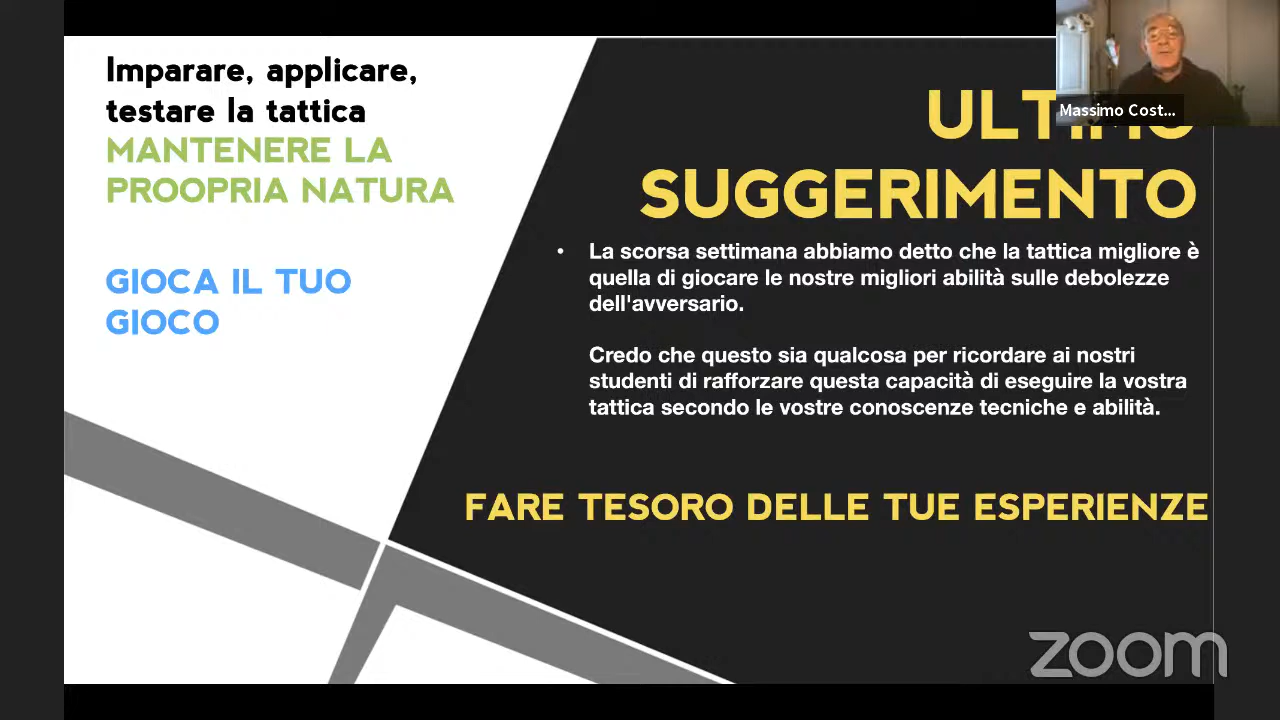 Imparare, applicare,
testare la tattica
MANTENERE LA
PROOPRIA NATURA
GIOCA IL TUO
GIOCO
Massimo Cost...
ULTIMO
SUGGERIMENTO
• La scorsa settimana abbiamo detto che la tattica migliore è
quella di giocare le nostre migliori abilità sulle debolezze
dell'avversario.
Credo che questo sia qualcosa per ricordare ai nostri
studenti di rafforzare questa capacità di eseguire la vostra
tattica secondo le vostre conoscenze tecniche e abilità.
FARE TESORO DELLE TUE ESPERIENZE
zoom